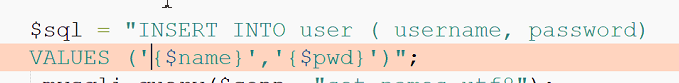 $sql = "INSERT INTO user ( username, password)
VALUES ('{$name}','{$pwd}')";